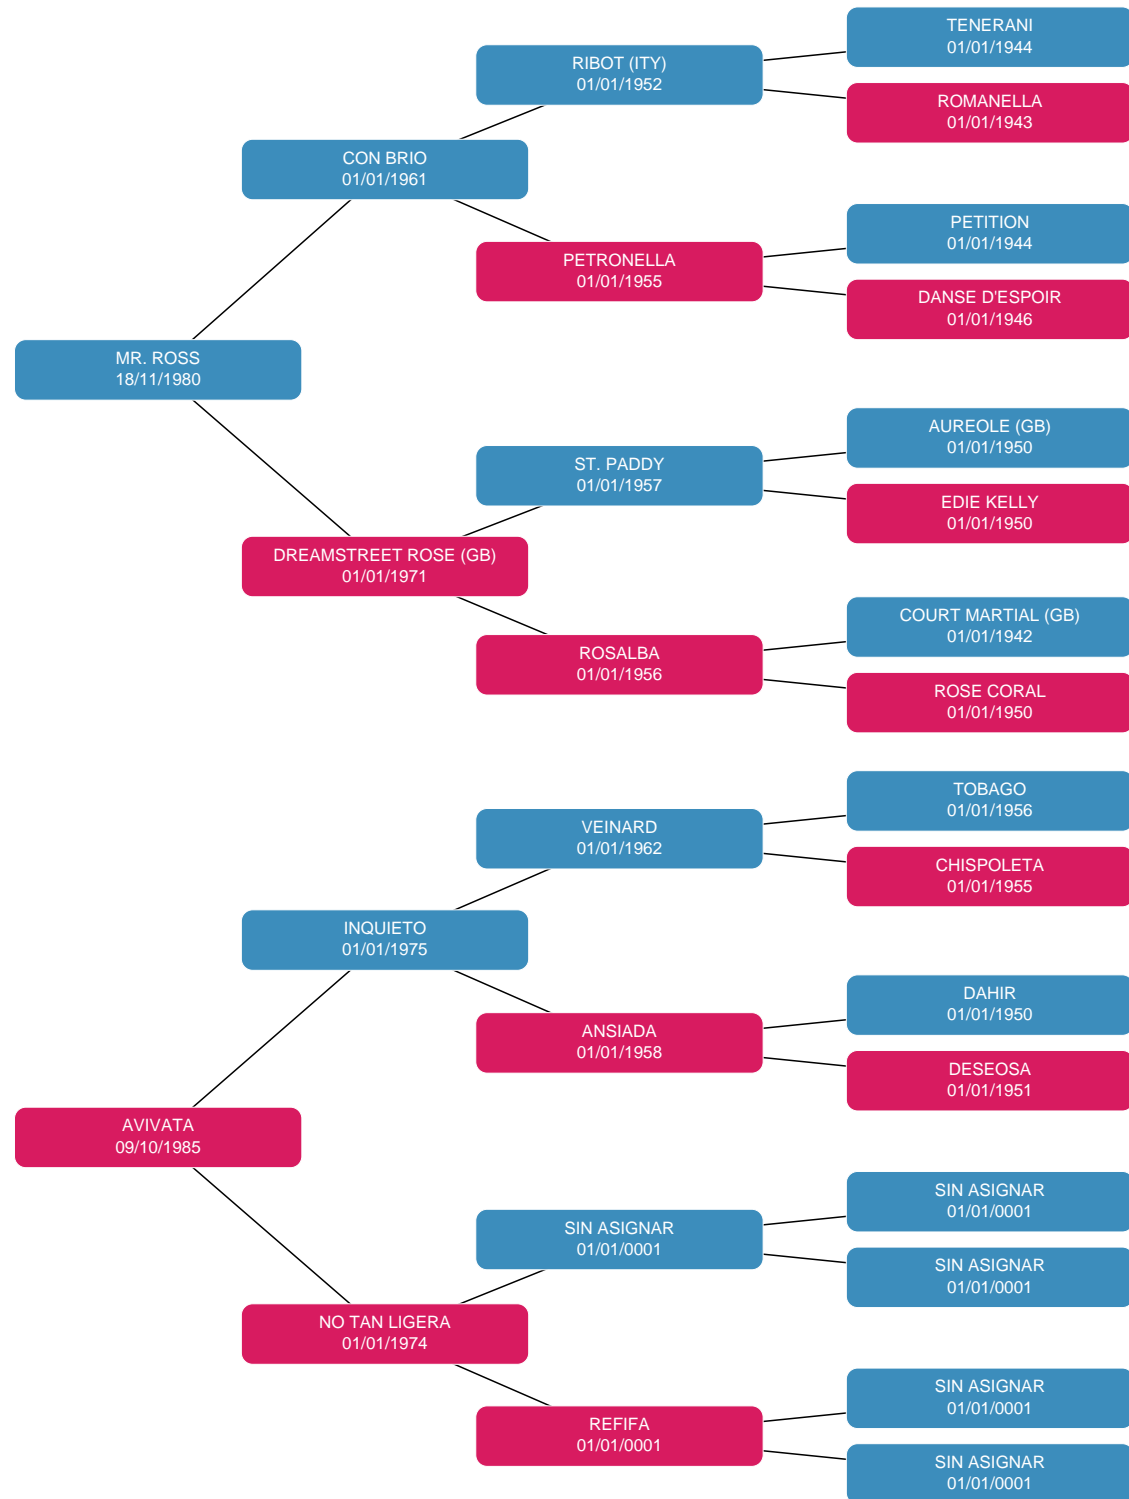 TENERANI
01/01/1944
RIBOT (ITY)
01/01/1952
ROMANELLA
01/01/1943
CON BRIO
01/01/1961
PETITION
01/01/1944
PETRONELLA
01/01/1955
DANSE D'ESPOIR
01/01/1946
MR. ROSS
18/11/1980
AUREOLE (GB)
01/01/1950
ST. PADDY
01/01/1957
EDIE KELLY
01/01/1950
DREAMSTREET ROSE (GB)
01/01/1971
COURT MARTIAL (GB)
01/01/1942
ROSALBA
01/01/1956
ROSE CORAL
01/01/1950
TOBAGO
01/01/1956
VEINARD
01/01/1962
CHISPOLETA
01/01/1955
INQUIETO
01/01/1975
DAHIR
01/01/1950
ANSIADA
01/01/1958
DESEOSA
01/01/1951
AVIVATA
09/10/1985
SIN ASIGNAR
01/01/0001
SIN ASIGNAR
01/01/0001
SIN ASIGNAR
01/01/0001
NO TAN LIGERA
01/01/1974
SIN ASIGNAR
01/01/0001
REFIFA
01/01/0001
SIN ASIGNAR
01/01/0001